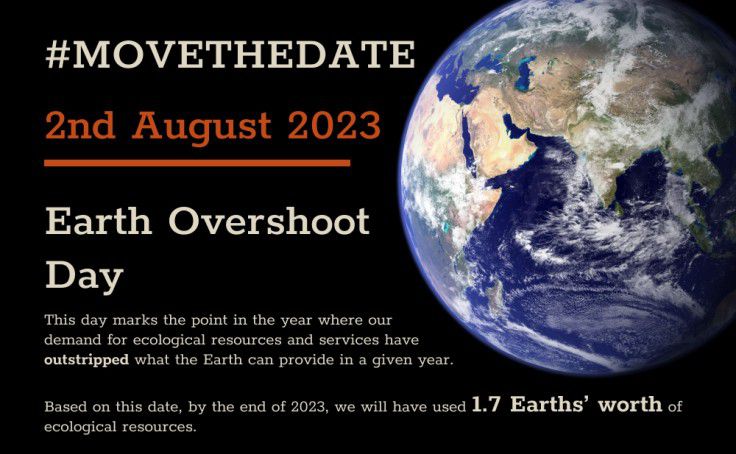 #MOVETHEDATE
2nd August 2023
Earth Overshoot
Day
This day marks the point in the year where our
demand for ecological resources and services have
outstripped what the Earth can provide in a given year.
Based on this date, by the end of 2023, we will have used 1.7 Earths’ worth of
ecological resources.